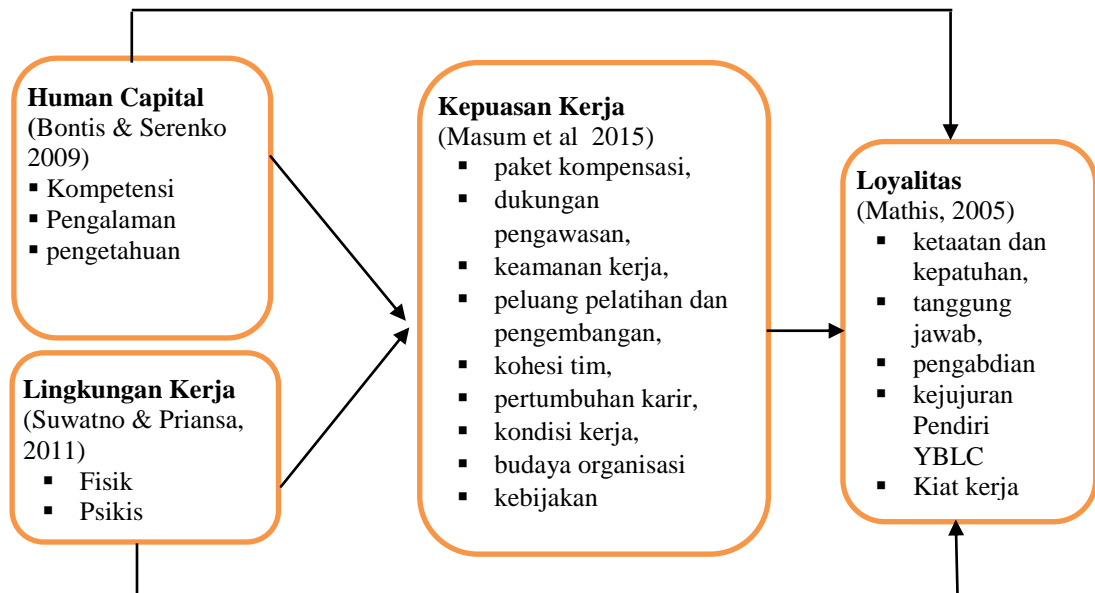 Human Capital
(Bontis & Serenko
2009)
▪ Kompetensi
▪ Pengalaman
▪ pengetahuan
Lingkungan Kerja
(Suwatno & Priansa,
2011)
▪ Fisik
▪ Psikis
Kepuasan Kerja
(Masum et al  2015)
▪ paket kompensasi,
▪ dukungan
pengawasan,
▪ keamanan kerja,
▪ peluang pelatihan dan
pengembangan,
▪ kohesi tim,
▪ pertumbuhan karir,
▪ kondisi kerja,
▪ budaya organisasi
▪ kebijakan
Loyalitas
(Mathis, 2005)
▪ ketaatan dan
kepatuhan,
▪ tanggung
jawab,
▪ pengabdian
▪ kejujuran
Pendiri
YBLC
▪ Kiat kerja